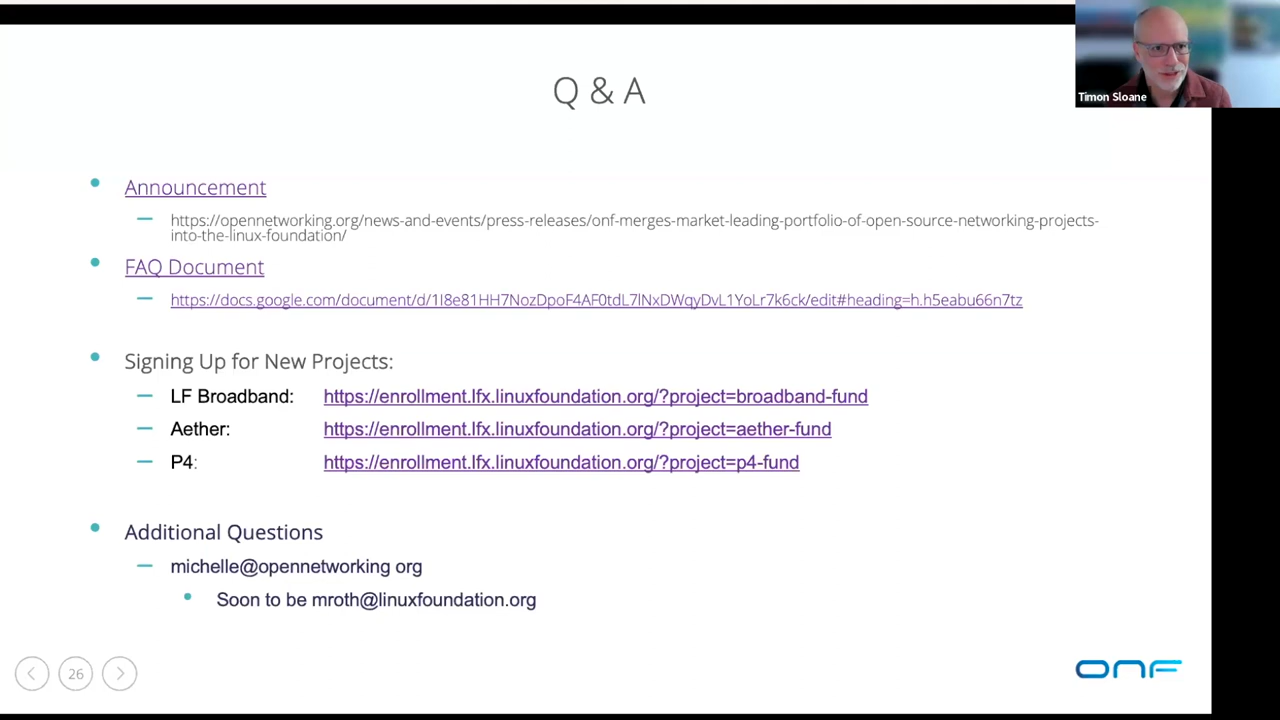 Q & A
Timon Sloane
Announcement
https://opennetworking.org/news-and-events/press-releases/onf-merges-market-leading-portfolio-of-open-source-networking-projects-
into-the-linux-foundation/
FAQ Document
https://docs.google.com/document/d/1I8e81HH7NozDpoF4AF0tdL7lNxDWqyDvL1YoLr7k6ck/edit#heading=h.h5eabu66n7tz
Signing Up for New Projects:
LF Broadband: https://enrollment.lfx.linuxfoundation.org/?project=broadband-fund
Aether: https://enrollment.lfx.linuxfoundation.org/?project=aether-fund
P4: https://enrollment.lfx.linuxfoundation.org/?project=p4-fund
Additional Questions
michelle@opennetworking org
Soon to be mroth@linuxfoundation.org
26
ONF